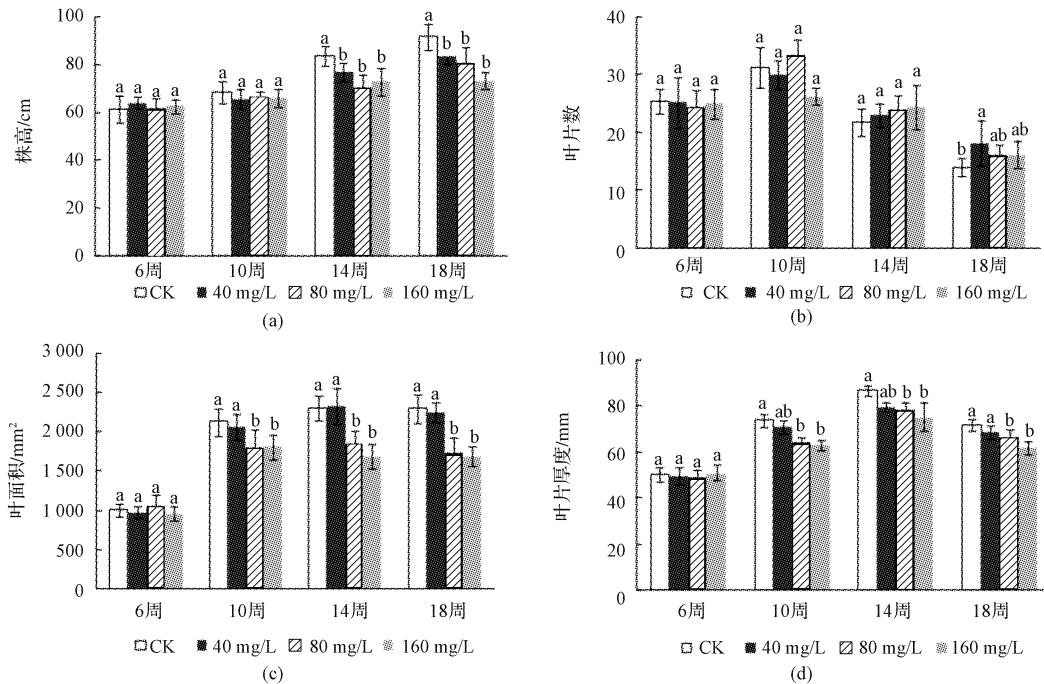 100
80
60
40
20
0
株高/cm
a a a a
a a a a
a b b b
a b b b
6周 10周 14周 18周
CK 40 mg/L 80 mg/L 160 mg/L
(a)
40
30
20
10
0
叶片数
a a a a
a a a a
a a a a
b a ab ab
6周 10周 14周 18周
CK 40 mg/L 80 mg/L 160 mg/L
(b)
3 000
2 500
2 000
1 500
1 000
500
0
叶面积/mm²
a a a a
a a b b
a a b b
a a b b
6周 10周 14周 18周
CK 40 mg/L 80 mg/L 160 mg/L
(c)
100
80
60
40
20
0
叶片厚度/mm
a a a a
a ab b b
a ab b b
a a b b
6周 10周 14周 18周
CK 40 mg/L 80 mg/L 160 mg/L
(d)